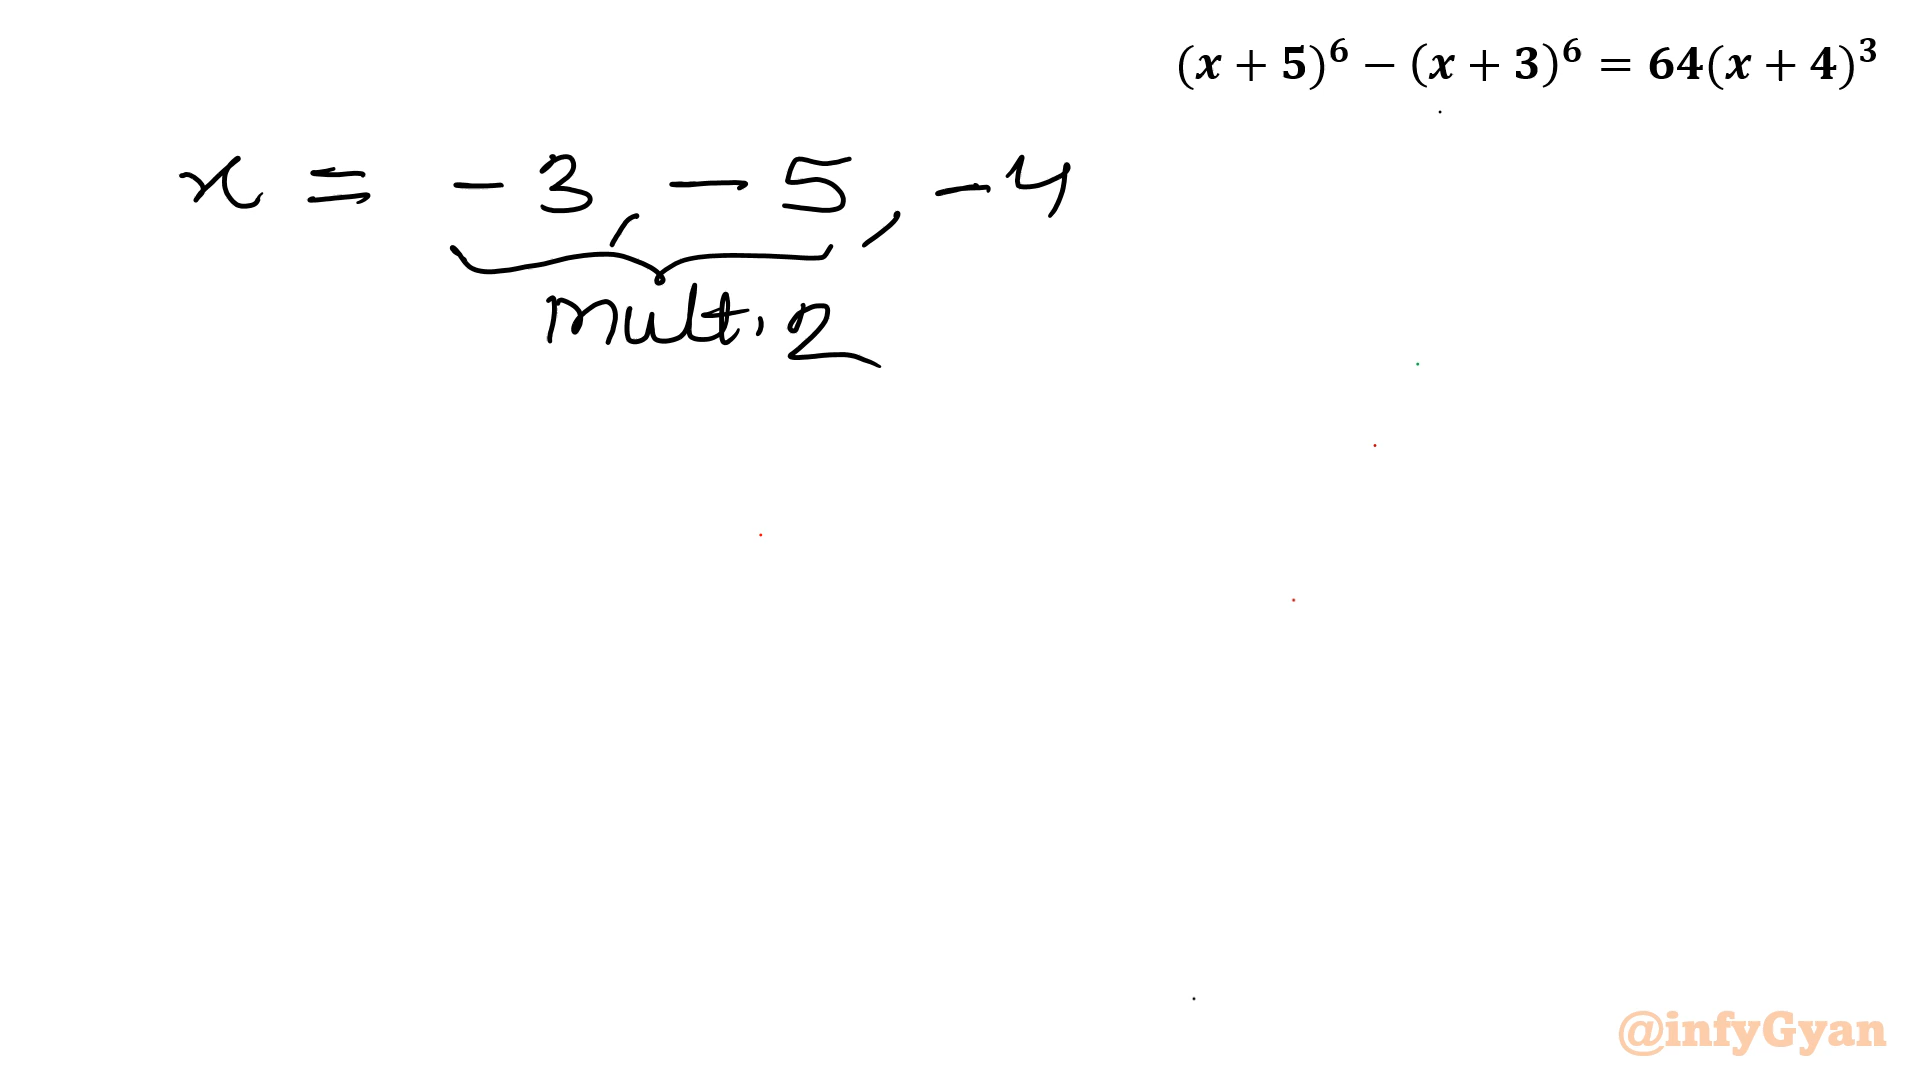 (x + 5)⁶ − (x + 3)⁶ = 64(x + 4)³
x = -3, -5, -4
mult. 2
@infyGyan